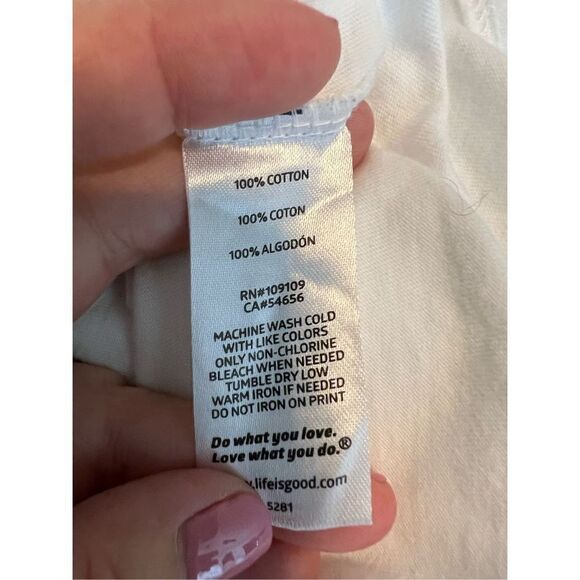 100% COTTON
100% COTON
100% ALGODÓN
RN#109109
CA#54656
MACHINE WASH COLD
WITH LIKE COLORS
ONLY NON-CHLORINE
BLEACH WHEN NEEDED
TUMBLE DRY LOW
WARM IRON IF NEEDED
DO NOT IRON ON PRINT
Do what you love.
Love what you do.®
.lifeisgood.com
5281